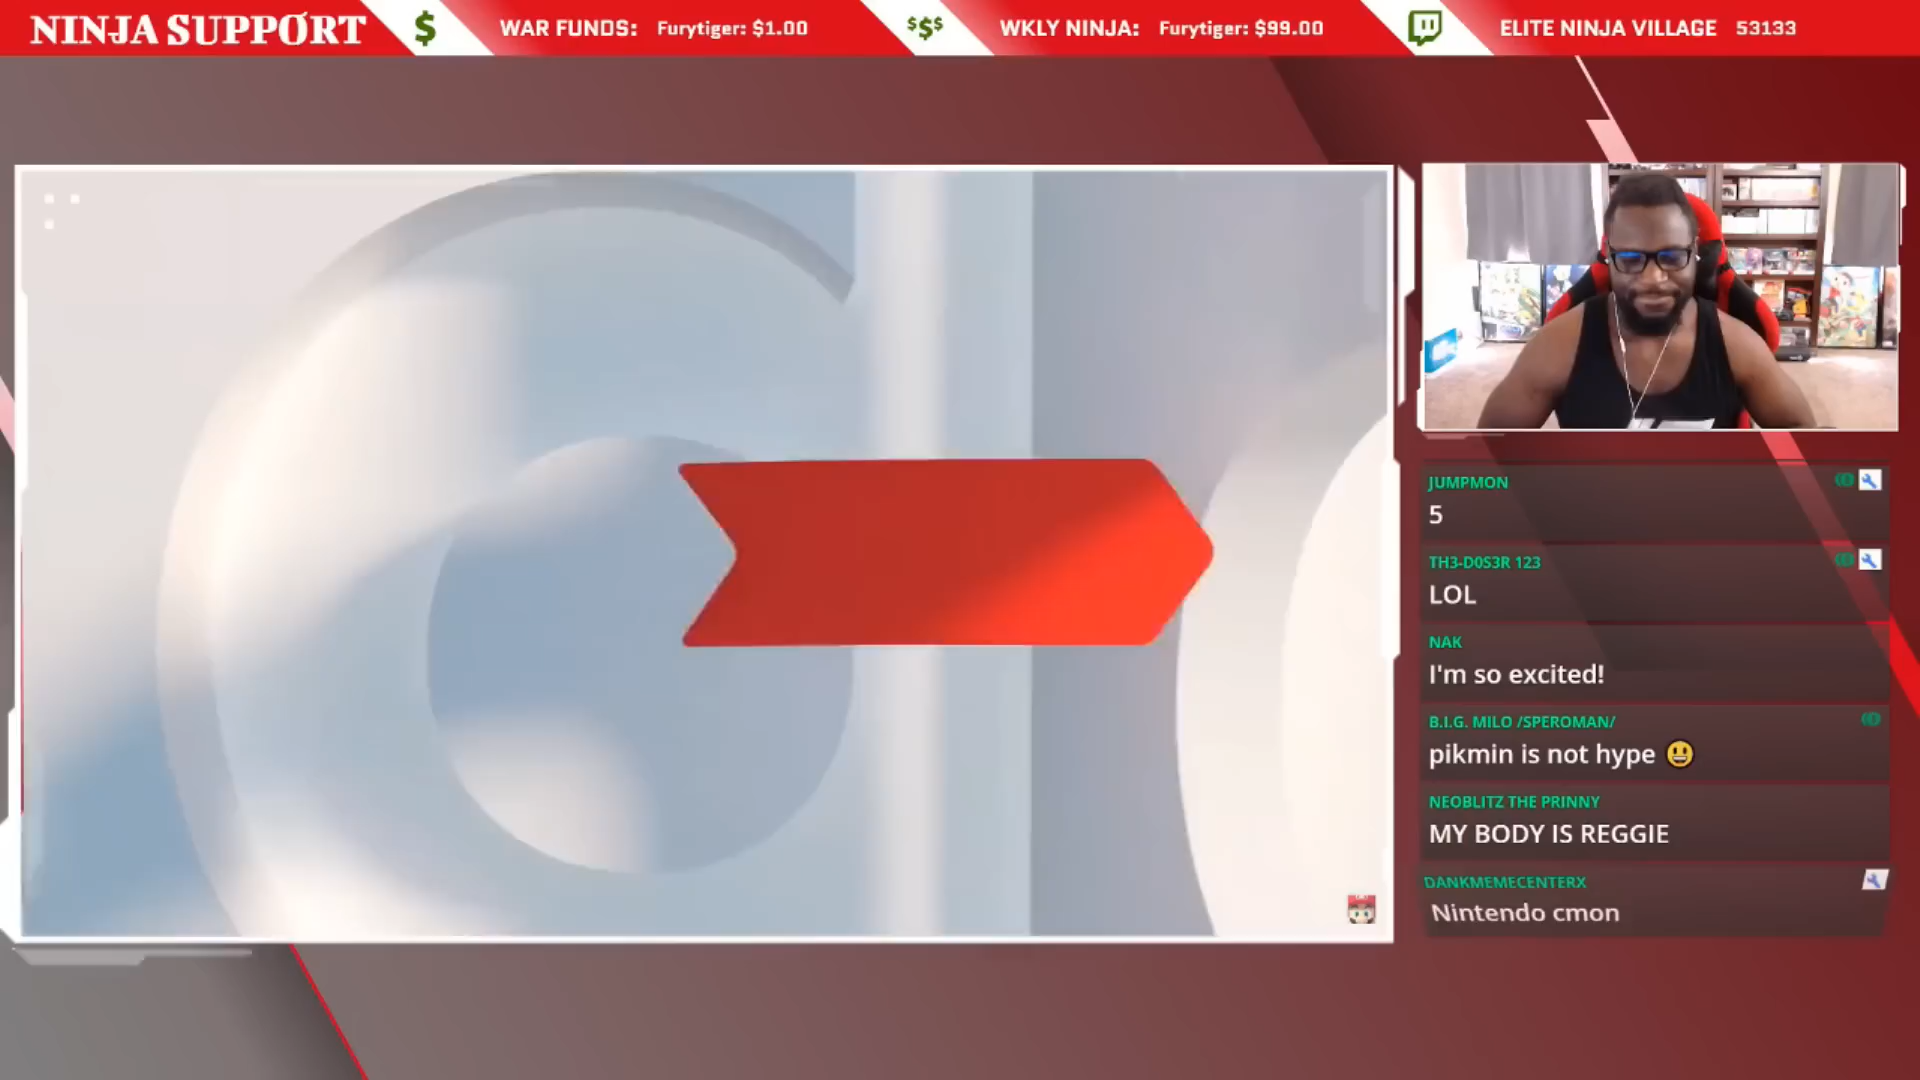 NINJA SUPPORT
$
WAR FUNDS: Furytiger: $1.00
$$$
WKLY NINJA: Furytiger: $99.00
ELITE NINJA VILLAGE 53133
JUMPMON
5
TH3-D0S3R 123
LOL
NAK
I'm so excited!
B.I.G. MILO /SPEROMAN/
pikmin is not hype 😃
NEOBLITZ THE PRINNY
MY BODY IS REGGIE
DANKMEMECENTERX
Nintendo cmon